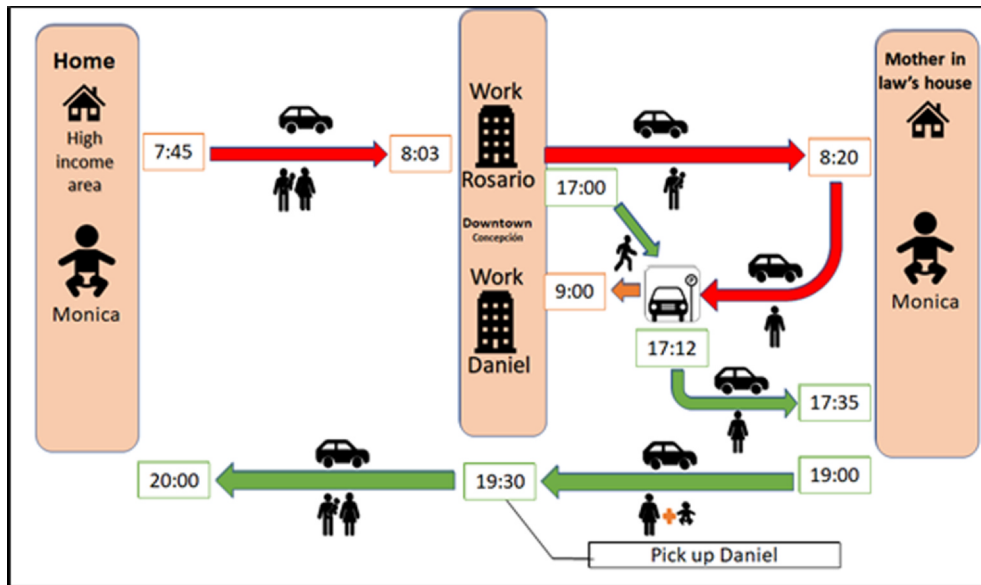 Home
High
income
area
Monica
7:45
8:03
Work
Rosario
Downtown
Concepción
Work
Daniel
17:00
9:00
17:12
8:20
17:35
Mother in
law's house
Monica
20:00
19:30
19:00
Pick up Daniel